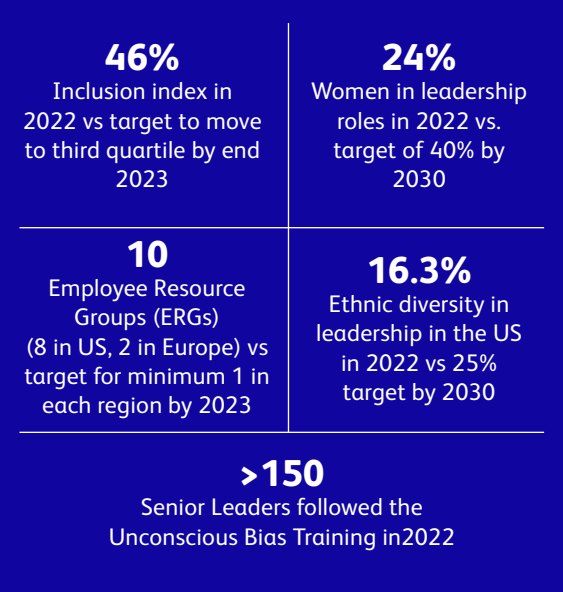 46%
Inclusion index in
2022 vs target to move
to third quartile by end
2023
24%
Women in leadership
roles in 2022 vs.
target of 40% by
2030
10
Employee Resource
Groups (ERGs)
(8 in US, 2 in Europe) vs
target for minimum 1 in
each region by 2023
16.3%
Ethnic diversity in
leadership in the US
in 2022 vs 25%
target by 2030
>150
Senior Leaders followed the
Unconscious Bias Training in2022